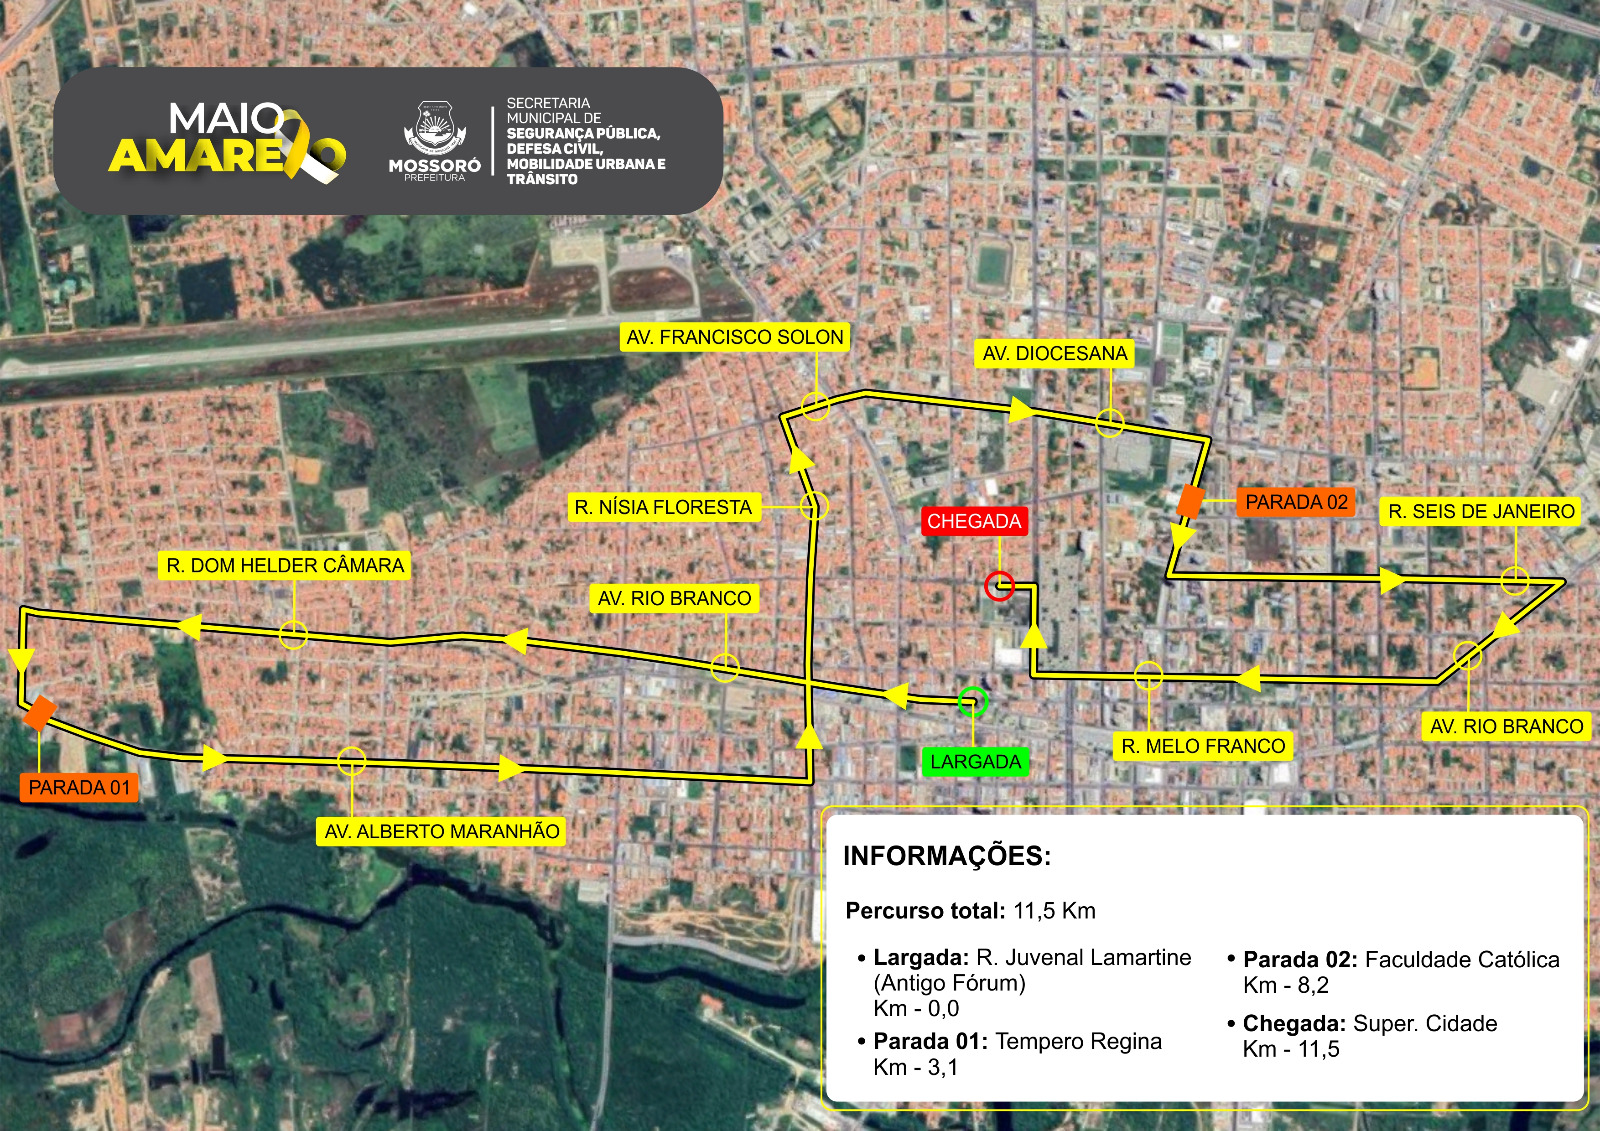 MAIO
AMARELO
MOSSORÓ
PREFEITURA
SECRETARIA
MUNICIPAL DE
SEGURANÇA PÚBLICA,
DEFESA CIVIL,
MOBILIDADE URBANA E
TRÂNSITO
AV. FRANCISCO SOLON
AV. DIOCESANA
R. NÍSIA FLORESTA
CHEGADA
PARADA 02
R. SEIS DE JANEIRO
R. DOM HELDER CÂMARA
AV. RIO BRANCO
AV. RIO BRANCO
R. MELO FRANCO
LARGADA
PARADA 01
AV. ALBERTO MARANHÃO
INFORMAÇÕES:
Percurso total: 11,5 Km
• Largada: R. Juvenal Lamartine
(Antigo Fórum)
Km - 0,0
• Parada 01: Tempero Regina
Km - 3,1
• Parada 02: Faculdade Católica
Km - 8,2
• Chegada: Super. Cidade
Km - 11,5